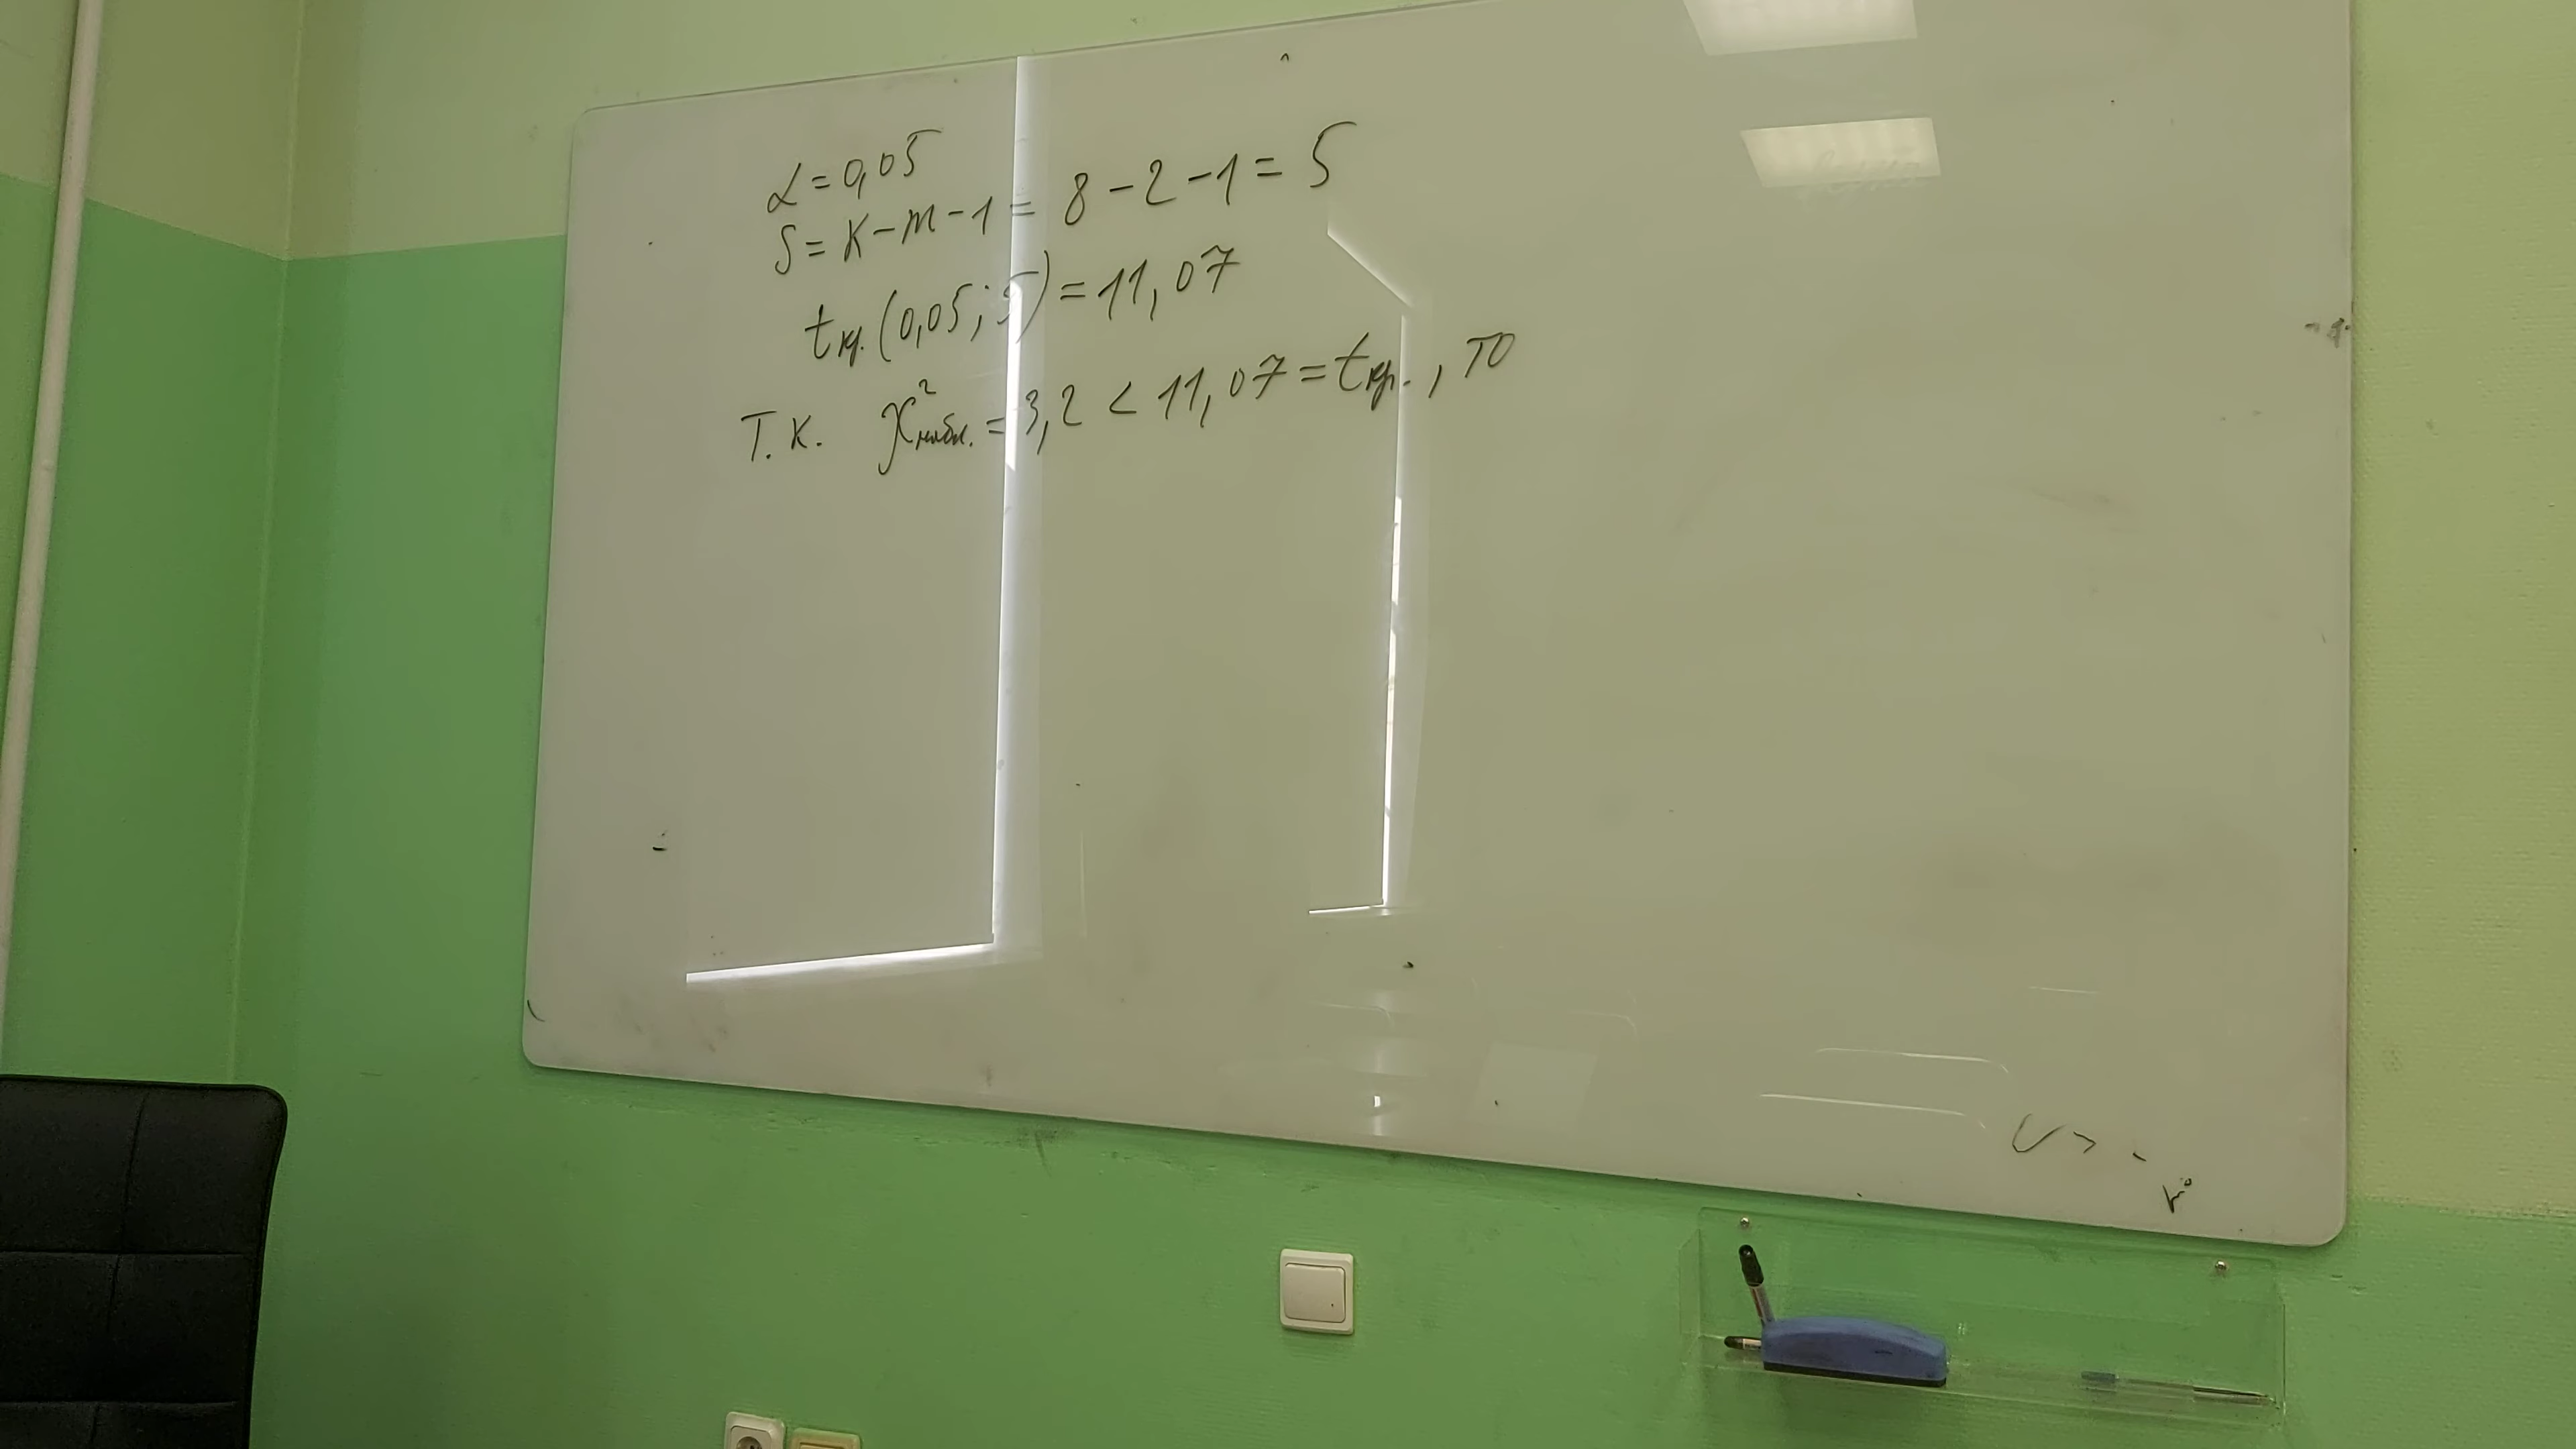 α = 0,05
S = k - m - 1 = 8 - 2 - 1 = 5
tкр. (0,05; 5) = 11,07
Т.к. χ²набл. = 3,2 < 11,07 = tкр., то